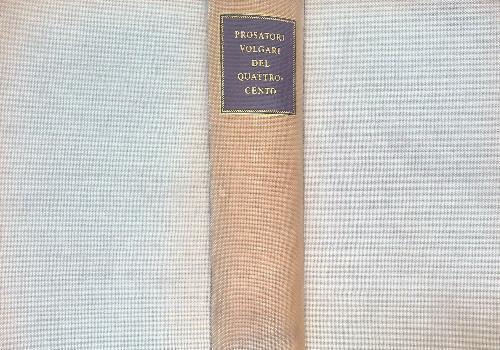 PROSATORI
VOLGARI
DEL
QUATTRO-
CENTO